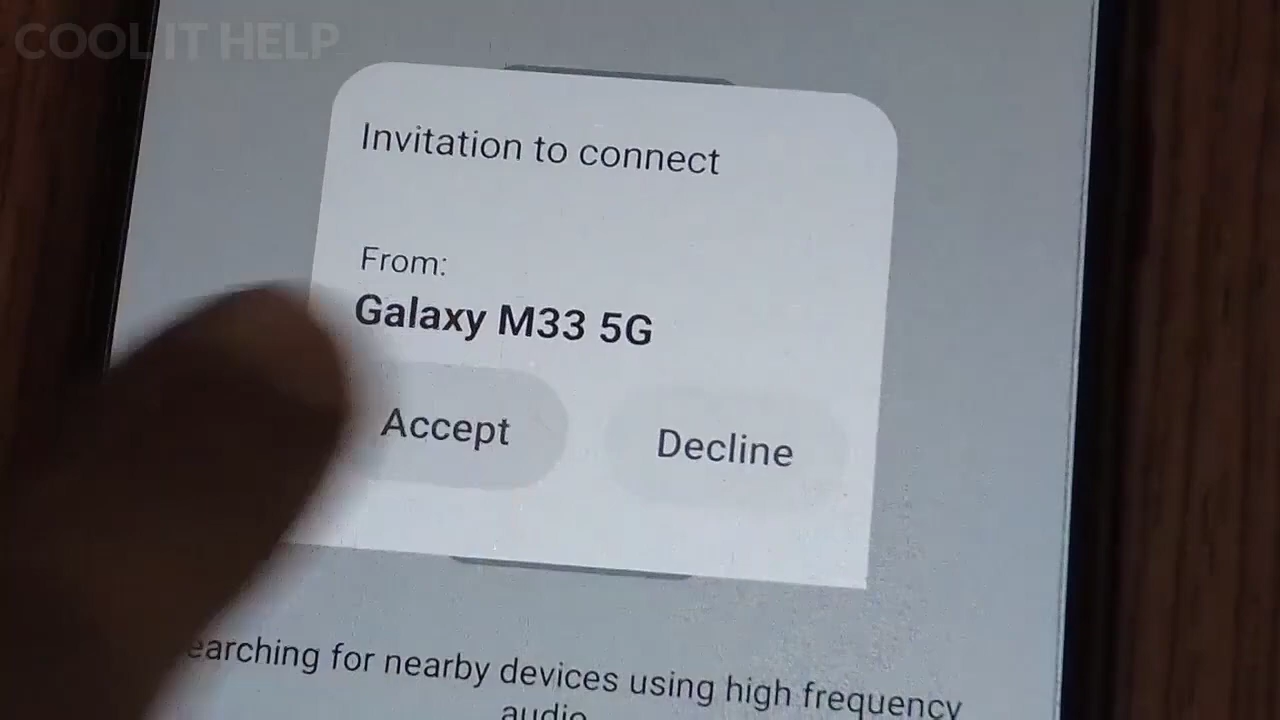 COOL IT HELP
Invitation to connect
From:
Galaxy M33 5G
Accept
Decline
earching for nearby devices using high frequency
audio